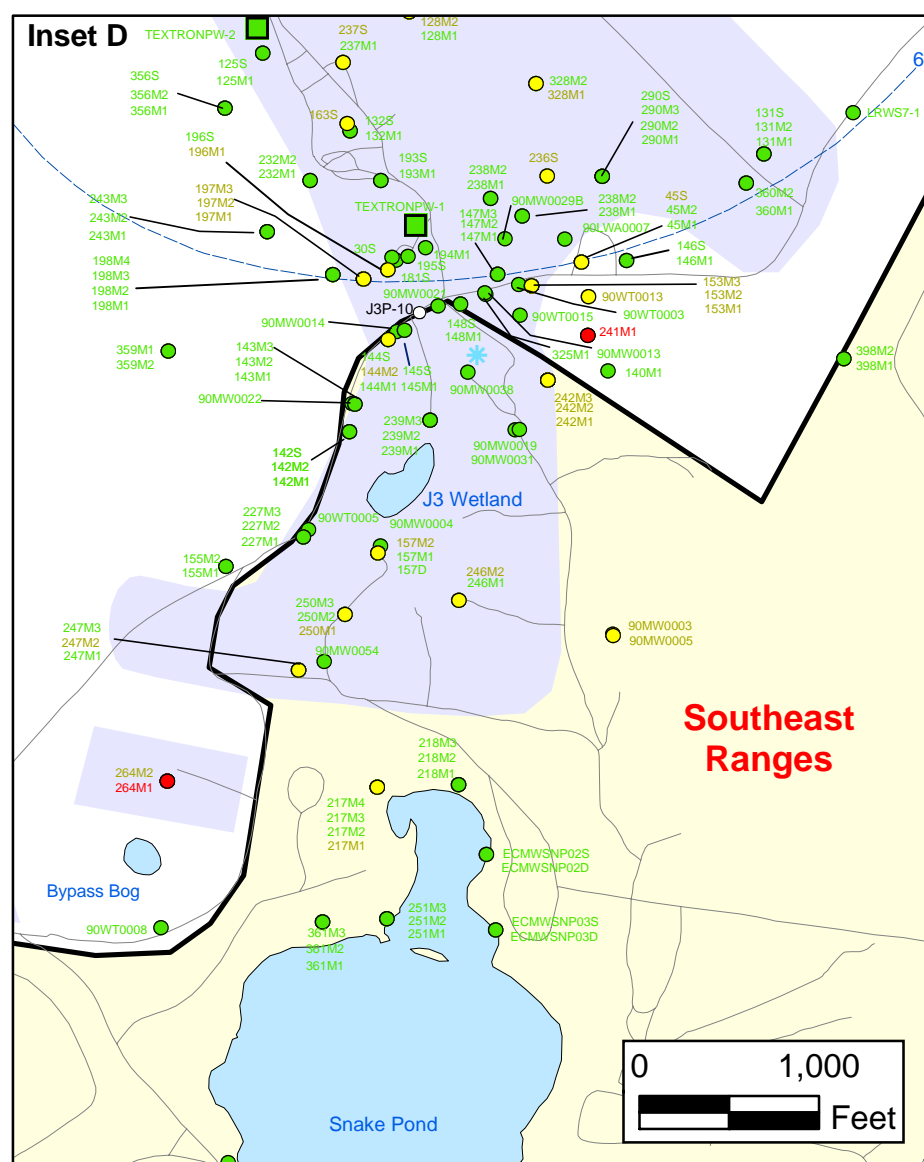 Inset D
TEXTRONPW-2
125S
125M1
237S
237M1
128M2
128M1
328M2
328M1
6
356S
356M2
356M1
163S
132S
132M1
290S
290M3
290M2
290M1
131S
131M2
131M1
LRWS7-1
196S
196M1
232M2
232M1
193S
193M1
238M2
238M1
236S
360M2
360M1
243M3
243M2
243M1
197M3
197M2
197M1
TEXTRONPW-1
147M3
147M2
147M1
90MW0029B
238M2
238M1
45S
45M2
45M1
90LWA0007
146S
146M1
198M4
198M3
198M2
198M1
30S
194M1
195S
181S
90MW0021
J3P-10
153M3
153M2
153M1
90WT0013
90WT0003
90WT0015
90MW0014
148S
148M1
241M1
359M1
359M2
143M3
143M2
143M1
144S
144M2
144M1
145S
145M1
325M1
90MW0013
140M1
398M2
398M1
90MW0038
90MW0022
242M3
242M2
242M1
239M3
239M2
239M1
142S
142M2
142M1
90MW0019
90MW0031
J3 Wetland
227M3
227M2
227M1
90WT0005
90MW0004
157M2
157M1
157D
155M2
155M1
246M2
246M1
250M3
250M2
250M1
247M3
247M2
247M1
90MW0054
90MW0003
90MW0005
Southeast
Ranges
264M2
264M1
218M3
218M2
218M1
217M4
217M3
217M2
217M1
Bypass Bog
ECMWSNP02S
ECMWSNP02D
90WT0008
361M3
361M2
361M1
251M3
251M2
251M1
ECMWSNP03S
ECMWSNP03D
Snake Pond
0 1,000
Feet